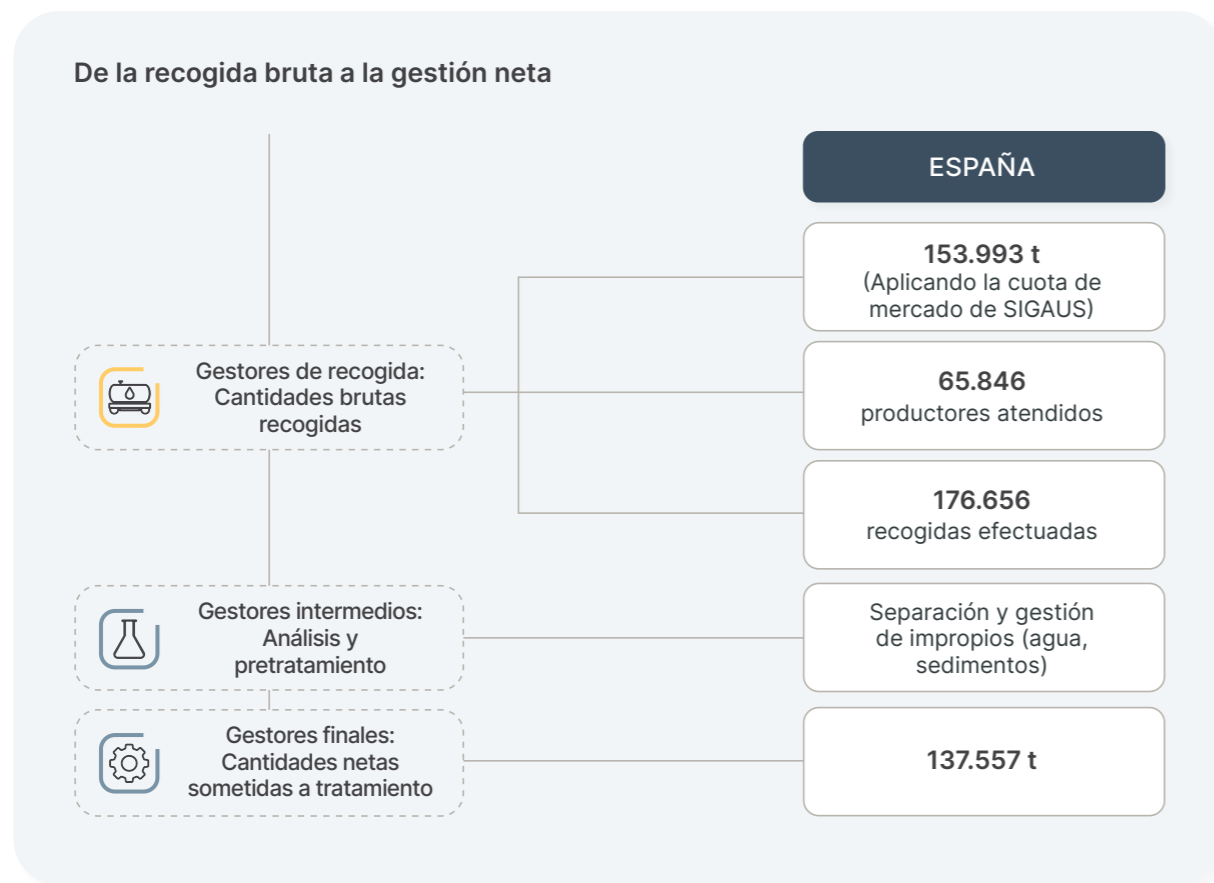 De la recogida bruta a la gestión neta
ESPAÑA
153.993 t
(Aplicando la cuota de
mercado de SIGAUS)
Gestores de recogida:
Cantidades brutas
recogidas
65.846
productores atendidos
176.656
recogidas efectuadas
Gestores intermedios:
Análisis y
pretratamiento
Separación y gestión
de impropios (agua,
sedimentos)
Gestores finales:
Cantidades netas
sometidas a tratamiento
137.557 t